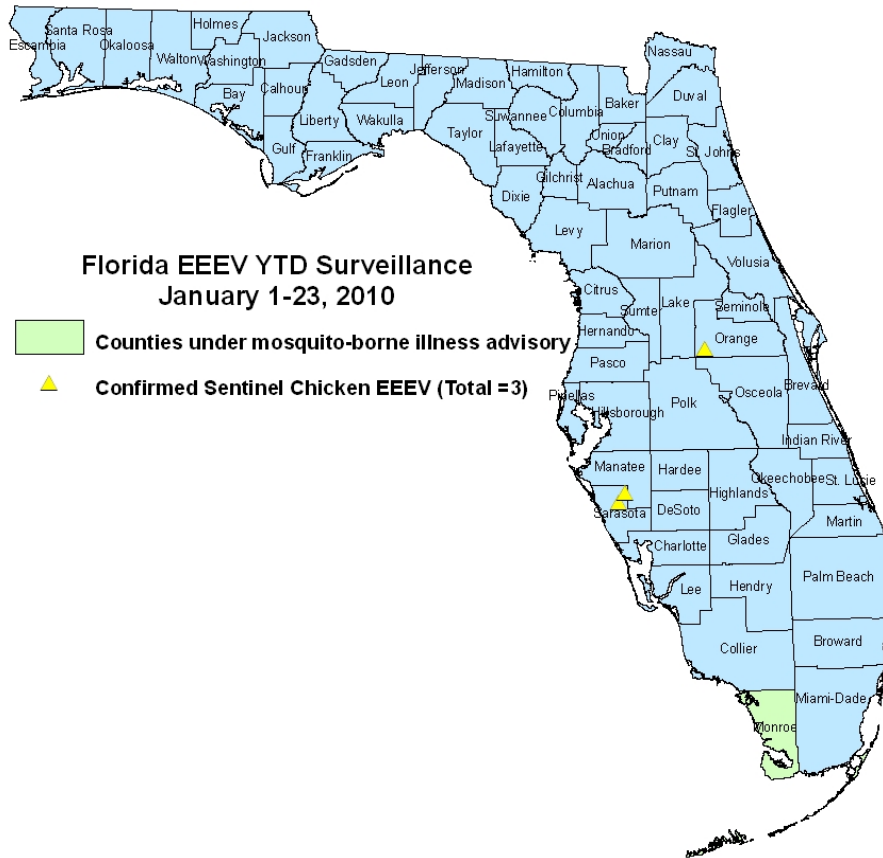 Holmes
Jackson
Santa Rosa
Escambia
Okaloosa
Walton
Washington
Gadsden
Jefferson
Hamilton
Nassau
Leon
Madison
Bay
Calhoun
Baker
Duval
Suwannee
Columbia
Liberty
Wakulla
Taylor
Union
Clay
Lafayette
Bradford
St. Johns
Gulf
Franklin
Gilchrist
Alachua
Putnam
Dixie
Flagler
Levy
Marion
Volusia
Florida EEEV YTD Surveillance
January 1-23, 2010
Citrus
Sumte
Lake
Seminole
Hernando
Orange
Counties under mosquito-borne illness advisory
Pasco
Confirmed Sentinel Chicken EEEV (Total =3)
Pinellas
Hillsborough
Polk
Osceola
Brevard
Indian River
Manatee
Hardee
Okeechobee
St. Lusie
Highlands
Sarasota
DeSoto
Martin
Charlotte
Glades
Palm Beach
Lee
Hendry
Collier
Broward
Miami-Dade
Monroe